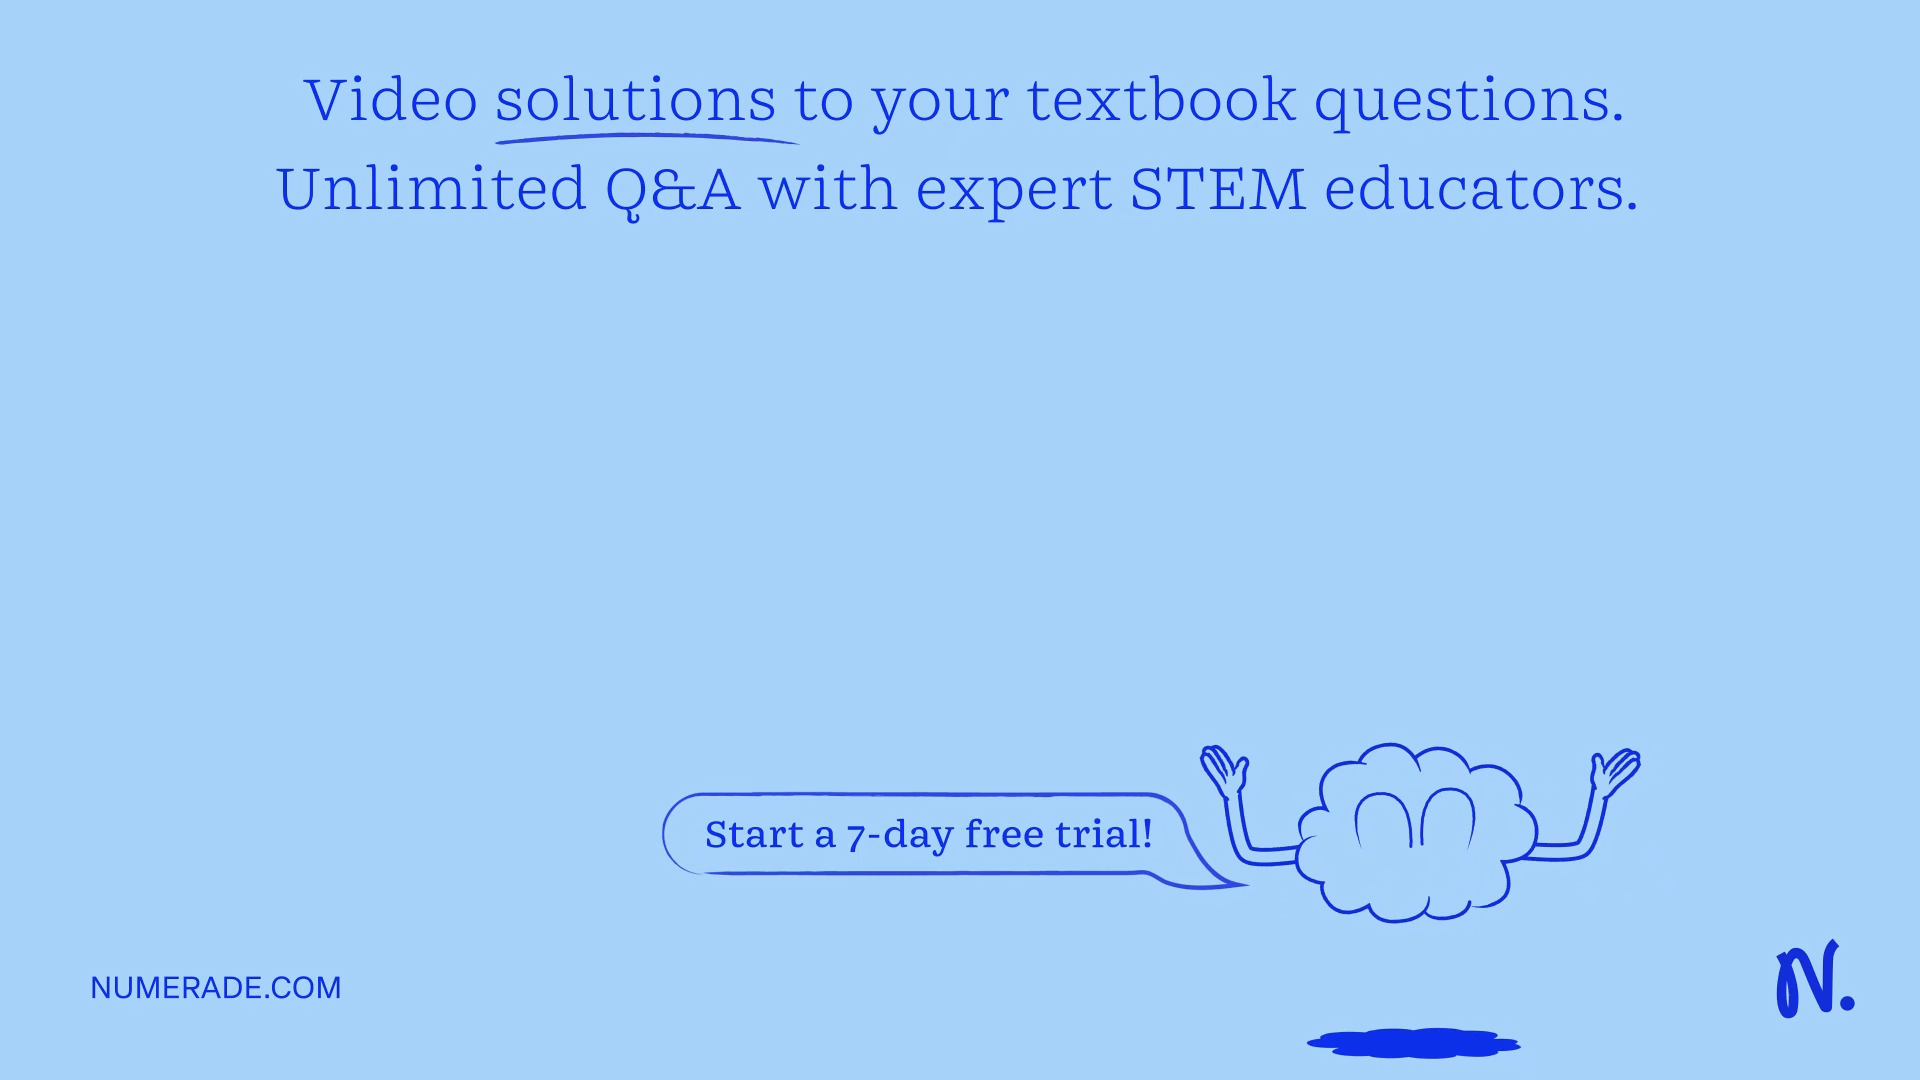 Video solutions to your textbook questions.
Unlimited Q&A with expert STEM educators.
Start a 7-day free trial!
NUMERADE.COM
N.